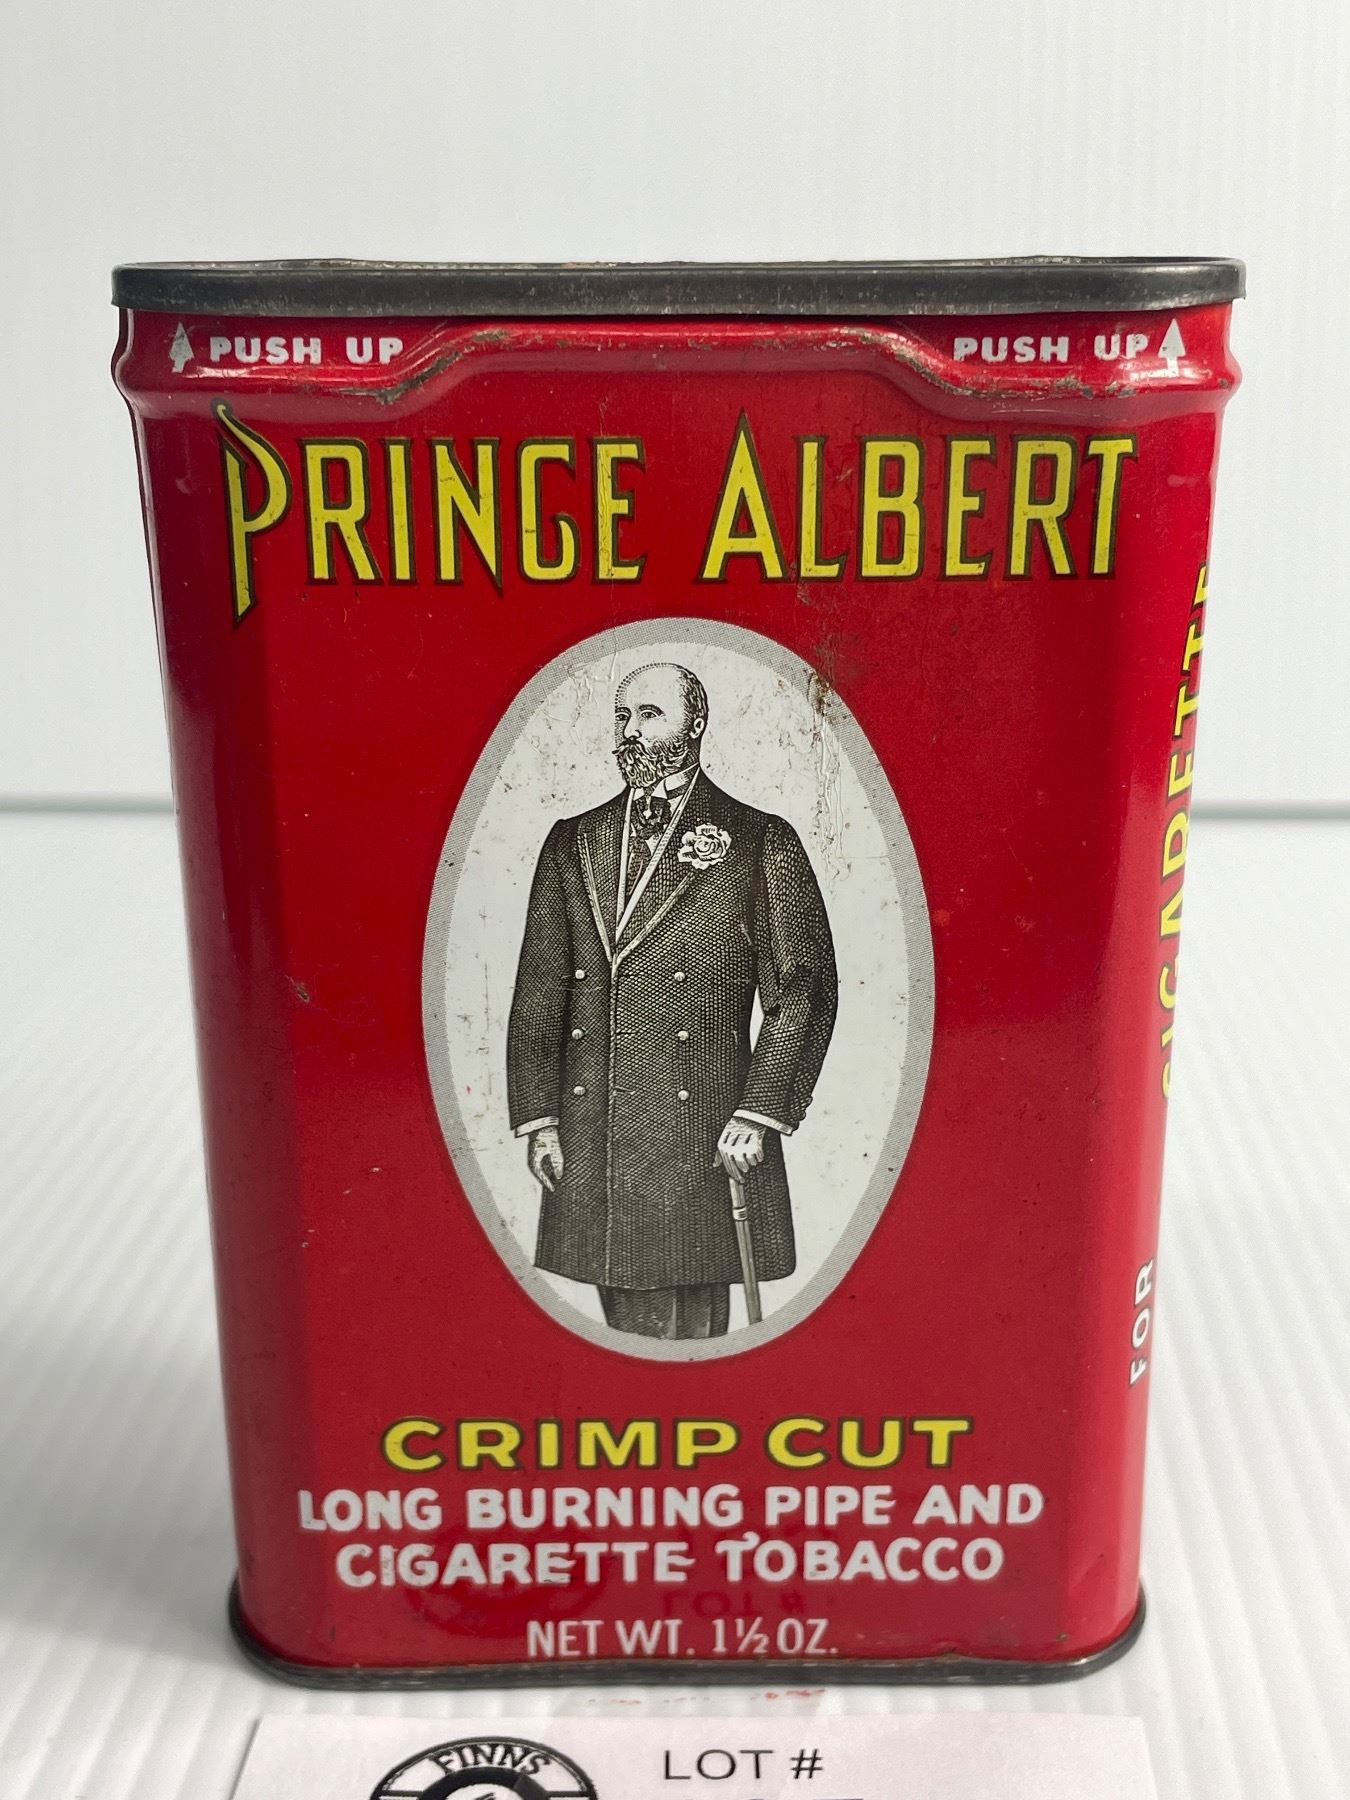 PUSH UP PUSH UP
PRINCE ALBERT
CRIMP CUT
LONG BURNING PIPE AND
CIGARETTE TOBACCO
NET WT. 1½ OZ.
FOR CIGARETTE
FINNS
LOT #